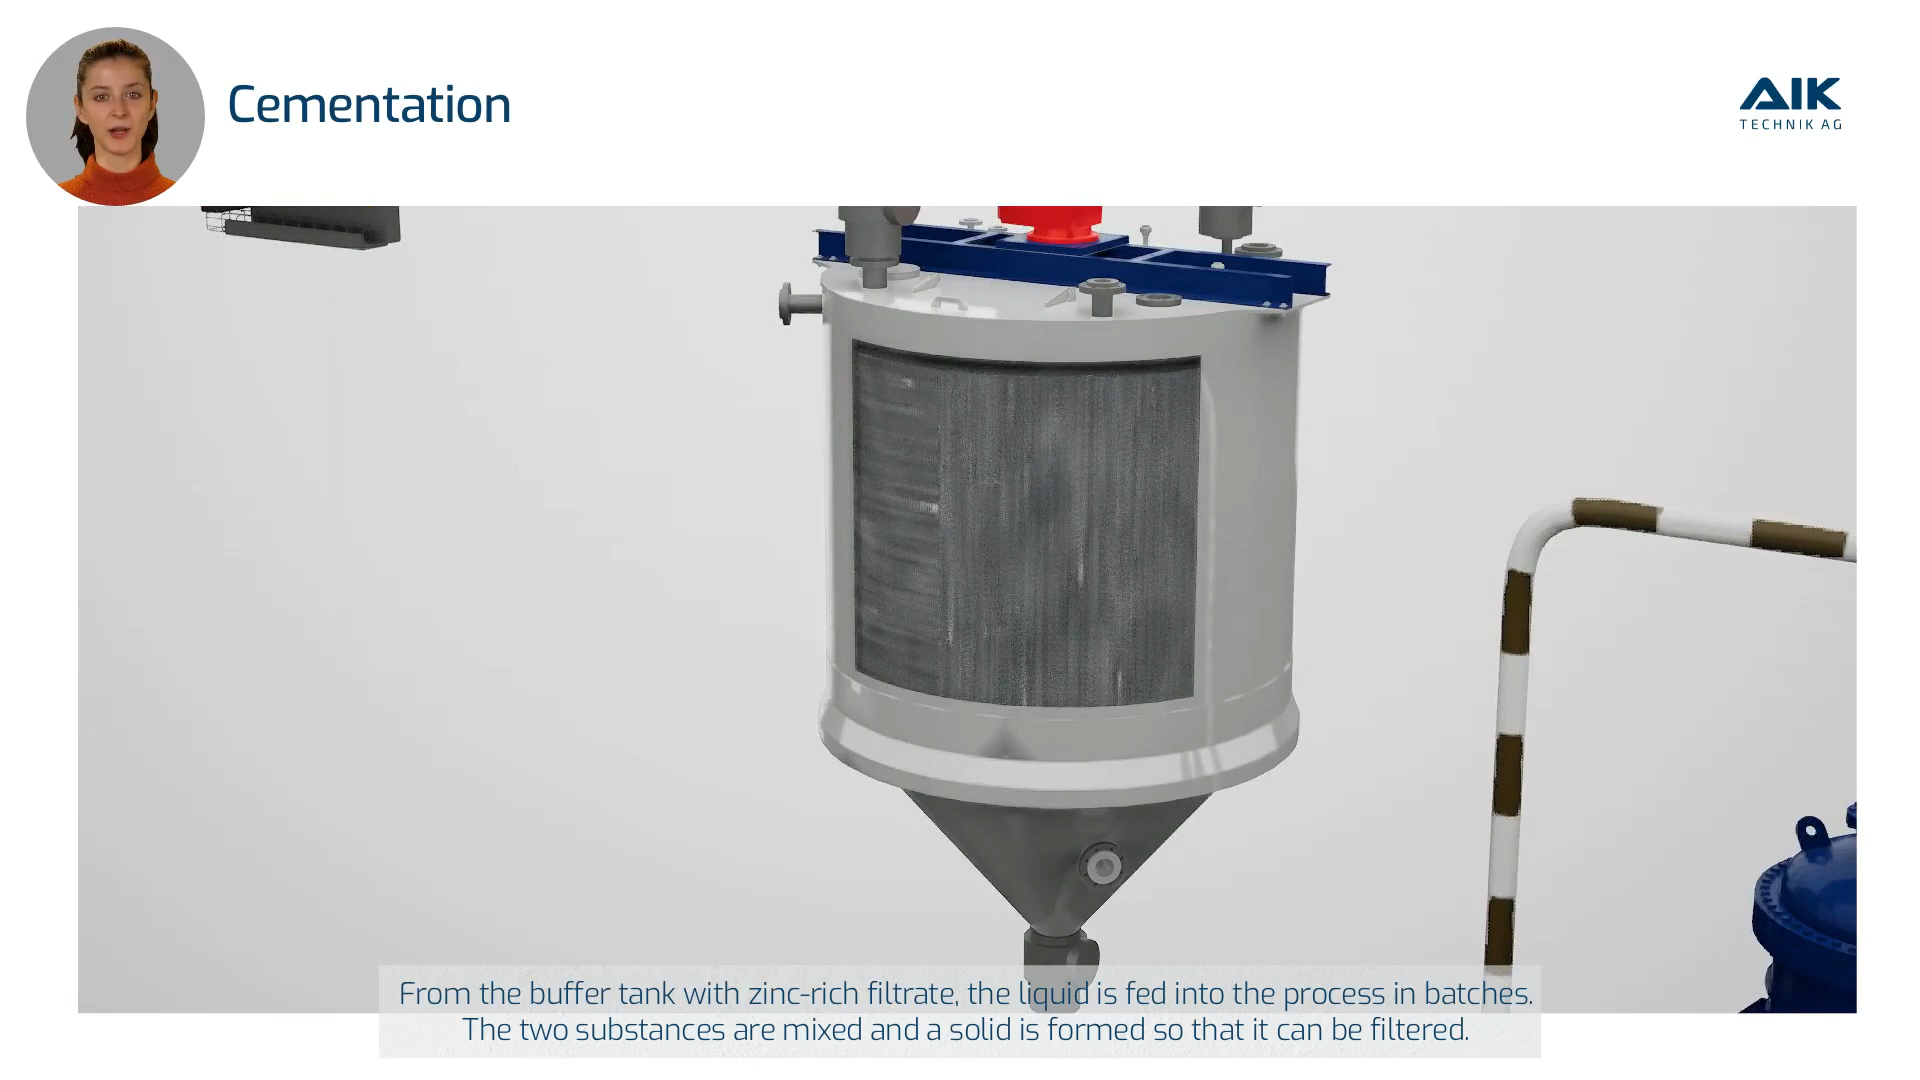 Cementation
AIK
TECHNIK AG
From the buffer tank with zinc-rich filtrate, the liquid is fed into the process in batches.
The two substances are mixed and a solid is formed so that it can be filtered.